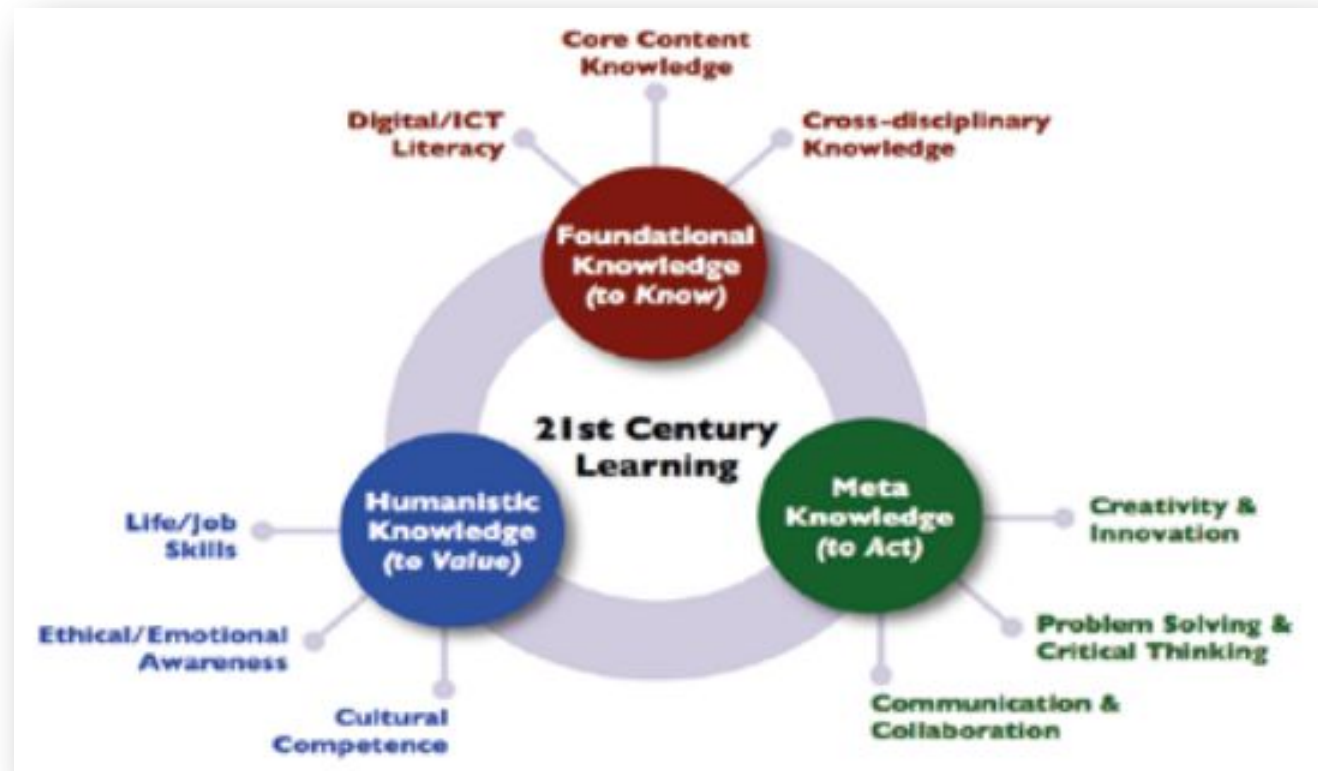 Core Content
Knowledge
Digital/ICT
Literacy
Cross-disciplinary
Knowledge
Foundational
Knowledge
(to Know)
21st Century
Learning
Humanistic
Knowledge
(to Value)
Meta
Knowledge
(to Act)
Life/Job
Skills
Ethical/Emotional
Awareness
Cultural
Competence
Creativity &
Innovation
Problem Solving &
Critical Thinking
Communication &
Collaboration